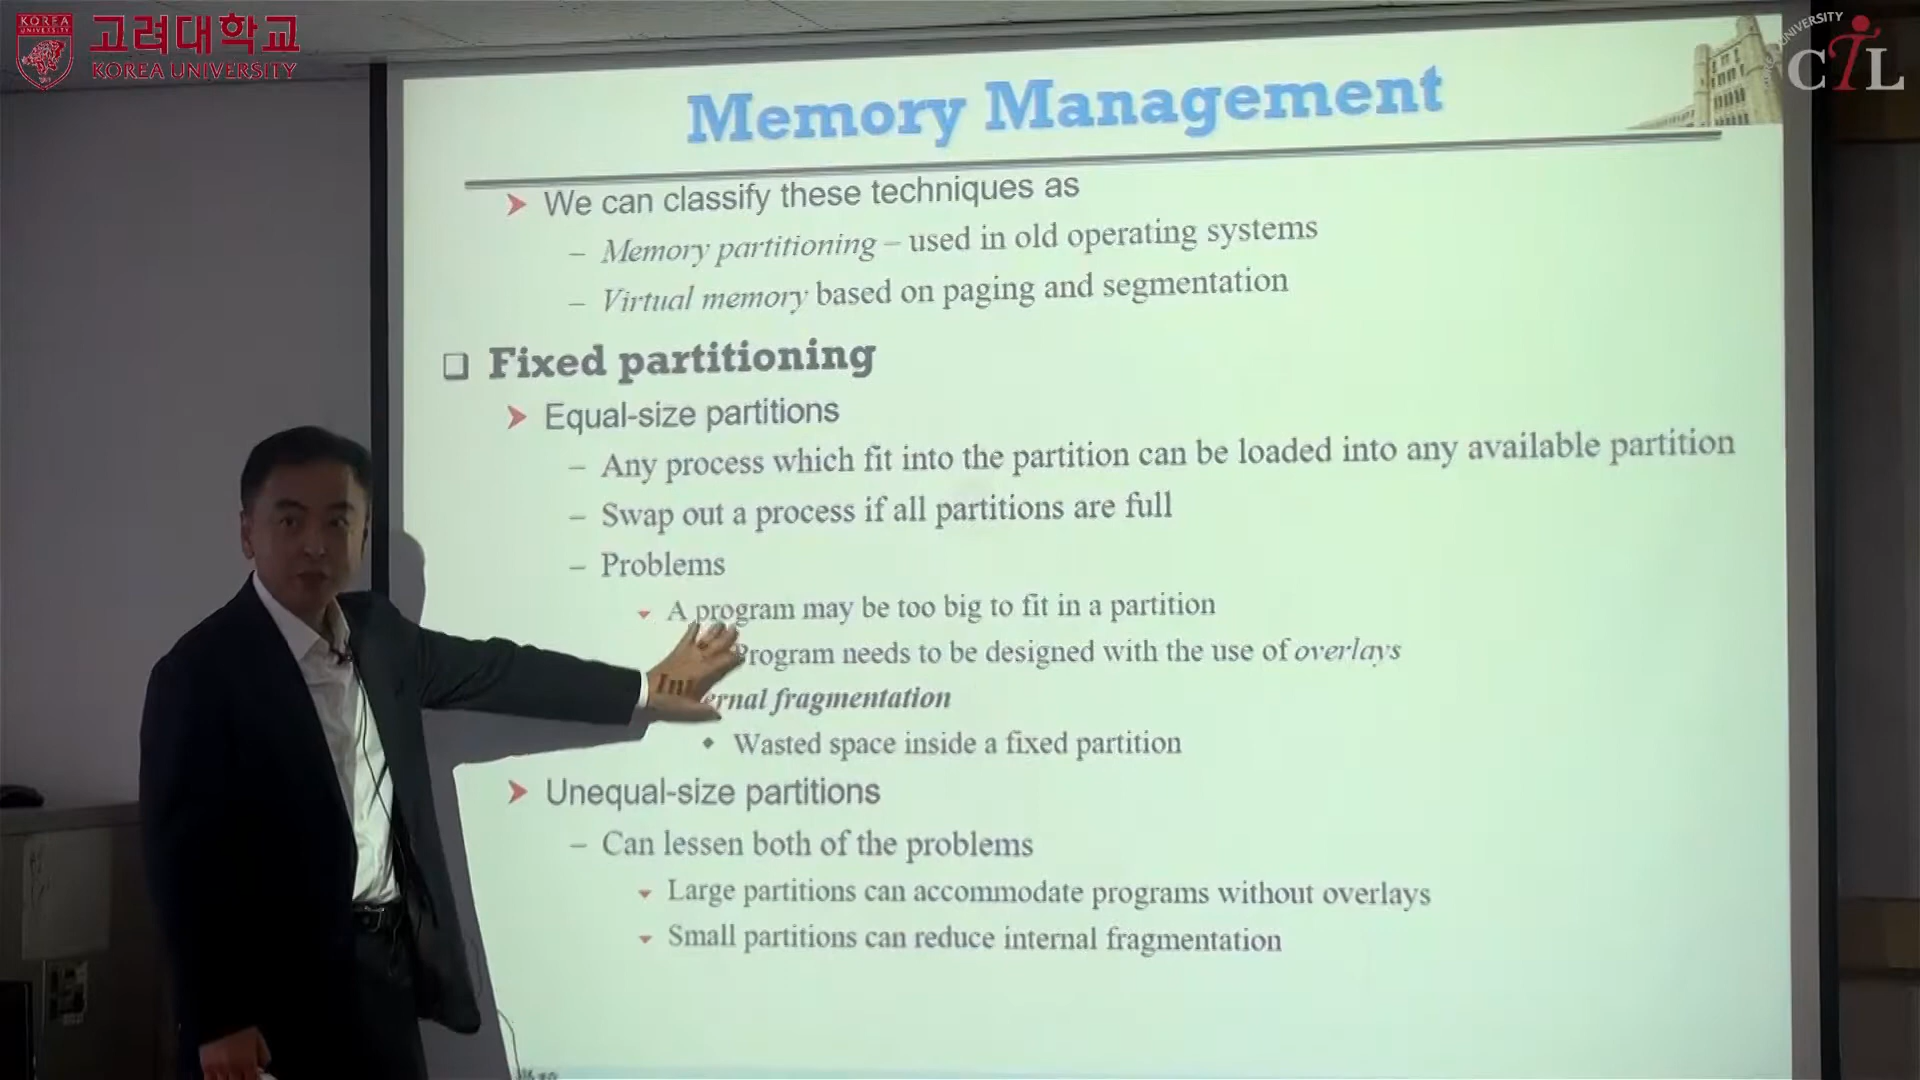 KOREA
UNIVERSITY
고려대학교
KOREA UNIVERSITY
UNIVERSITY
CTL
Memory Management
➤ We can classify these techniques as
– Memory partitioning – used in old operating systems
– Virtual memory based on paging and segmentation
❑ Fixed partitioning
➤ Equal-size partitions
– Any process which fit into the partition can be loaded into any available partition
– Swap out a process if all partitions are full
– Problems
A program may be too big to fit in a partition
Program needs to be designed with the use of overlays
Internal fragmentation
◆ Wasted space inside a fixed partition
➤ Unequal-size partitions
– Can lessen both of the problems
Large partitions can accommodate programs without overlays
Small partitions can reduce internal fragmentation